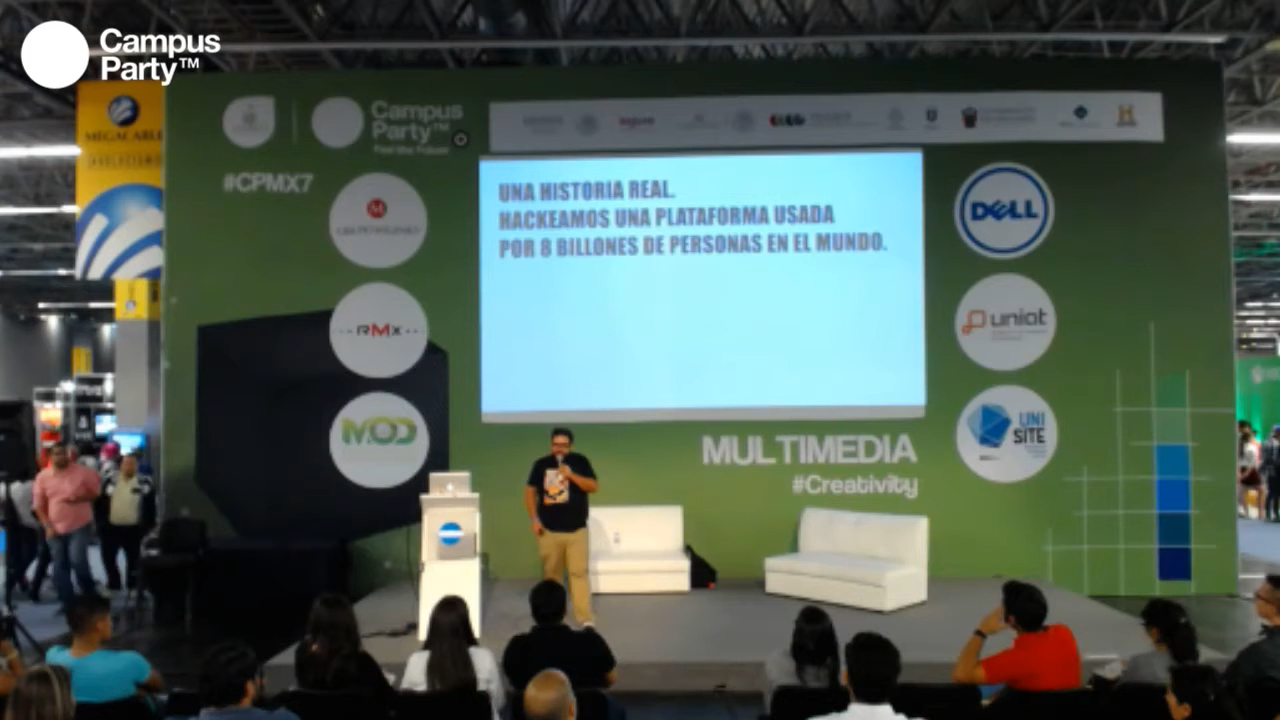 Campus
Party™
MEGACABLE
Campus
Party™
#CPMX7
UNA HISTORIA REAL.
HACKEAMOS UNA PLATAFORMA USADA
POR 8 BILLONES DE PERSONAS EN EL MUNDO.
DELL
RMX
uniat
MOD
UNI
SITE
MULTIMEDIA
#Creativity